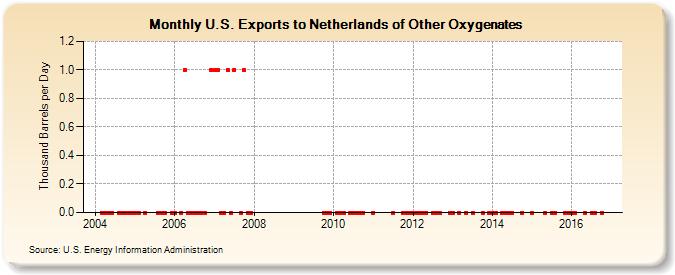 Monthly U.S. Exports to Netherlands of Other Oxygenates
Thousand Barrels per Day
1.2
1.0
0.8
0.6
0.4
0.2
0.0
2004 2006 2008 2010 2012 2014 2016
Source: U.S. Energy Information Administration